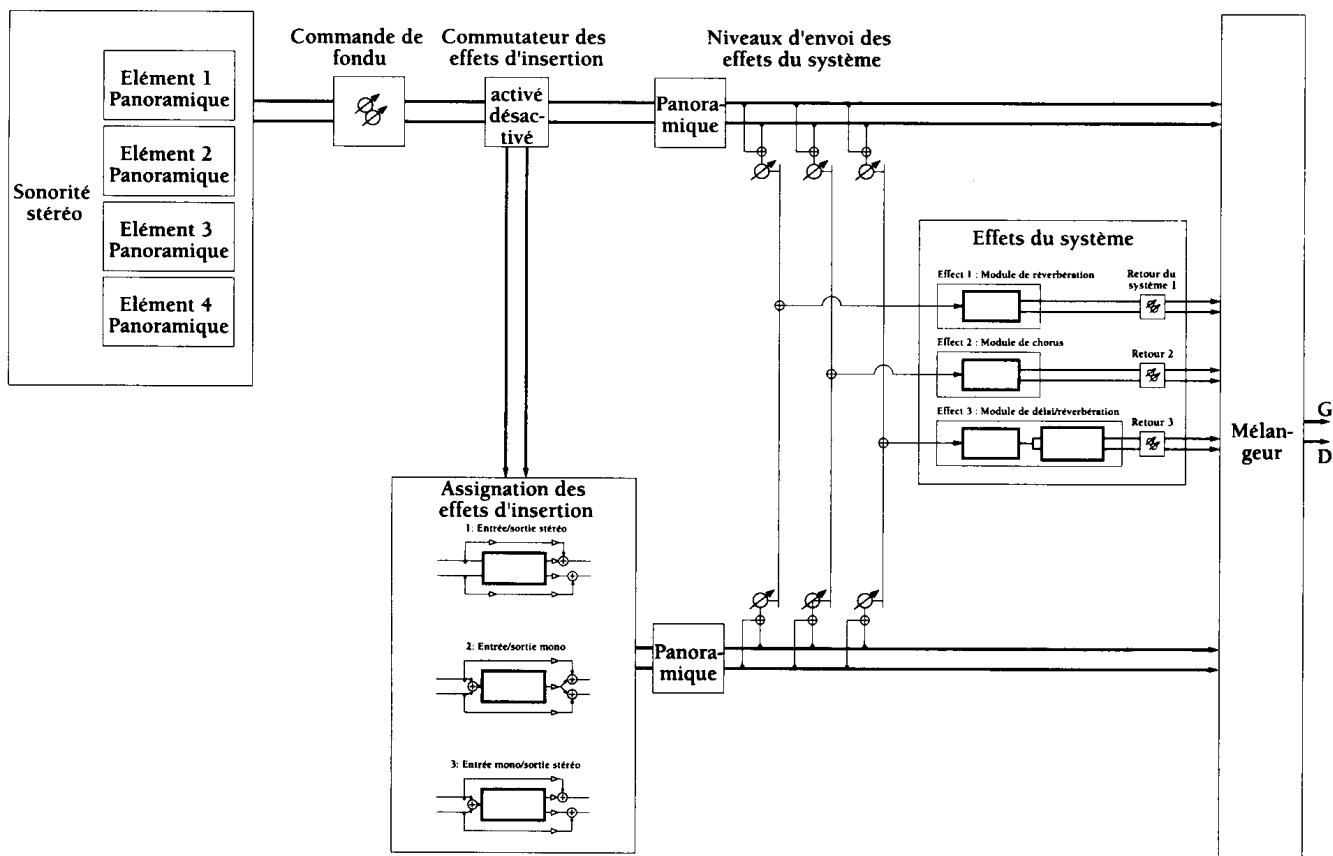 Sonorité
stéréo
Elément 1
Panoramique
Elément 2
Panoramique
Elément 3
Panoramique
Elément 4
Panoramique
Commande de
fondu
Commutateur des
effets d'insertion
activé
désac-
tivé
Panora-
mique
Niveaux d'envoi des
effets du système
Effets du système
Effect 1 : Module de réverbération
Retour du
système 1
Effect 2 : Module de chorus
Retour 2
Effect 3 : Module de délai/réverbération
Retour 3
Mélan-
geur
G
D
Assignation des
effets d'insertion
1: Entrée/sortie stéréo
2: Entrée/sortie mono
3: Entrée mono/sortie stéréo
Panora-
mique